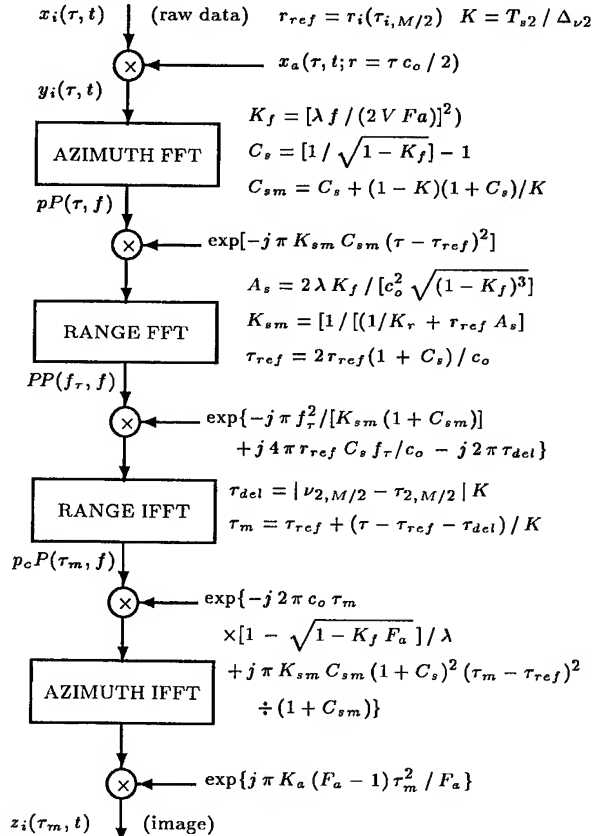 x_i(τ, t) (raw data) r_ref = r_i(τ_{i,M/2}) K = T_{s2} / Δ_{ν2}
x_a(τ, t; r = τ c_o / 2)
y_i(τ, t)
K_f = [λ f / (2 V Fa)]^2)
AZIMUTH FFT
C_s = [1/ √(1 − K_f)] − 1
C_sm = C_s + (1 − K)(1 + C_s)/K
pP(τ, f)
exp[−j π K_sm C_sm (τ − τ_ref)^2]
A_s = 2 λ K_f / [c_o^2 √((1 − K_f)^3)]
RANGE FFT
K_sm = [1/[(1/K_r + r_ref A_s]
τ_ref = 2 r_ref(1 + C_s) / c_o
PP(f_τ, f)
exp{−j π f_τ^2/[K_sm (1 + C_sm)]
+j 4 π r_ref C_s f_τ/c_o − j 2 π τ_del}
τ_del = | ν_{2,M/2} − τ_{2,M/2} | K
RANGE IFFT
τ_m = τ_ref + (τ − τ_ref − τ_del) / K
p_c P(τ_m, f)
exp{−j 2 π c_o τ_m
×[1 − √(1 − K_f F_a) ] / λ
AZIMUTH IFFT
+ j π K_sm C_sm (1 + C_s)^2 (τ_m − τ_ref)^2
÷ (1 + C_sm)}
exp{j π K_a (F_a − 1) τ_m^2 / F_a}
z_i(τ_m, t) (image)